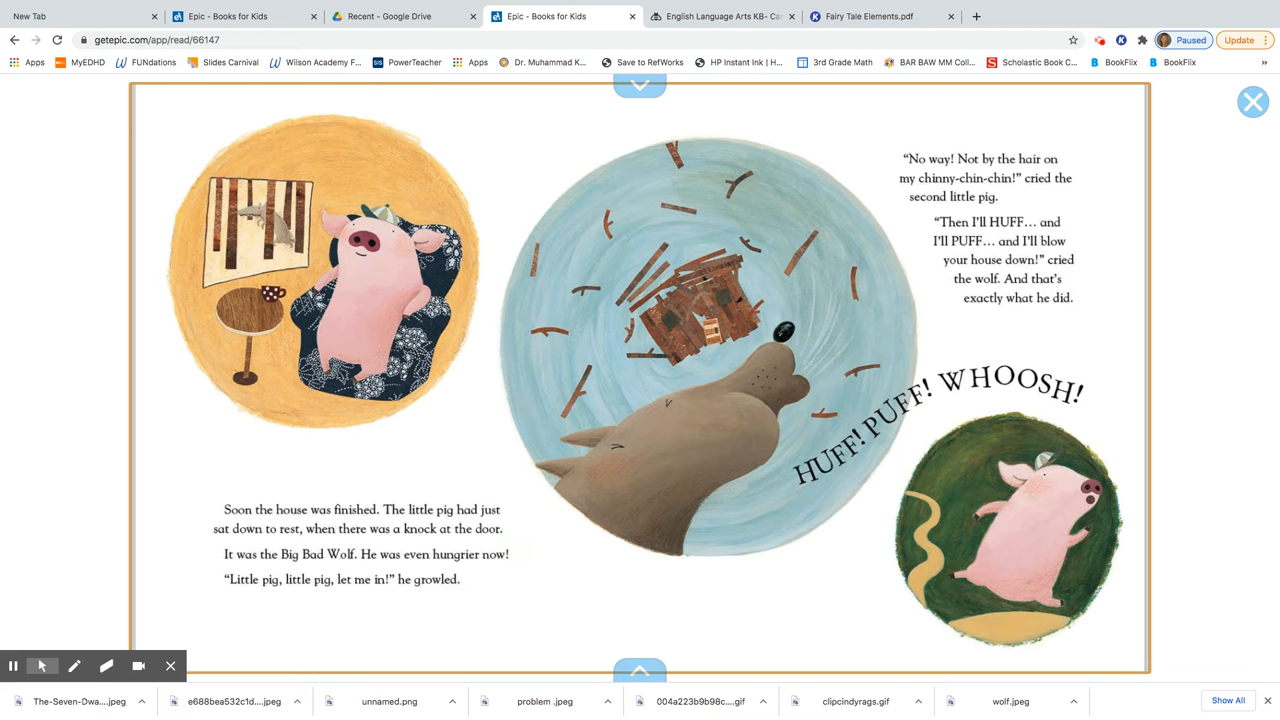 New Tab
Epic - Books for Kids
Recent - Google Drive
Epic - Books for Kids
English Language Arts KB- Car
Fairy Tale Elements.pdf
getepic.com/app/read/66147
Paused
Update
Apps
MyEDHD
FUNdations
Slides Carnival
Wilson Academy F...
SIS
PowerTeacher
Apps
Dr. Muhammad K...
Save to RefWorks
HP Instant Ink | H...
3rd Grade Math
BAR BAW MM Coll...
Scholastic Book C...
BookFlix
BookFlix
»
Soon the house was finished. The little pig had just
sat down to rest, when there was a knock at the door.
It was the Big Bad Wolf. He was even hungrier now!
“Little pig, little pig, let me in!” he growled.
“No way! Not by the hair on
my chinny-chin-chin!” cried the
second little pig.
“Then I’ll HUFF... and
I’ll PUFF... and I’ll blow
your house down!” cried
the wolf. And that’s
exactly what he did.
HUFF! PUFF! WHOOSH!
The-Seven-Dwa....jpeg
e688bea532c1d....jpeg
unnamed.png
problem .jpeg
004a223b9b98c....gif
clipcindyrags.gif
wolf.jpeg
Show All